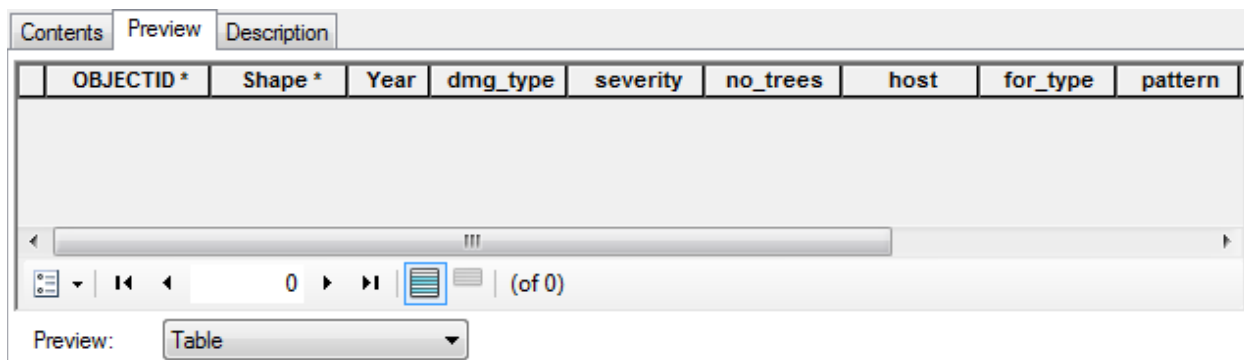 Contents Preview Description
OBJECTID * Shape * Year dmg_type severity no_trees host for_type pattern
0 (of 0)
Preview: Table